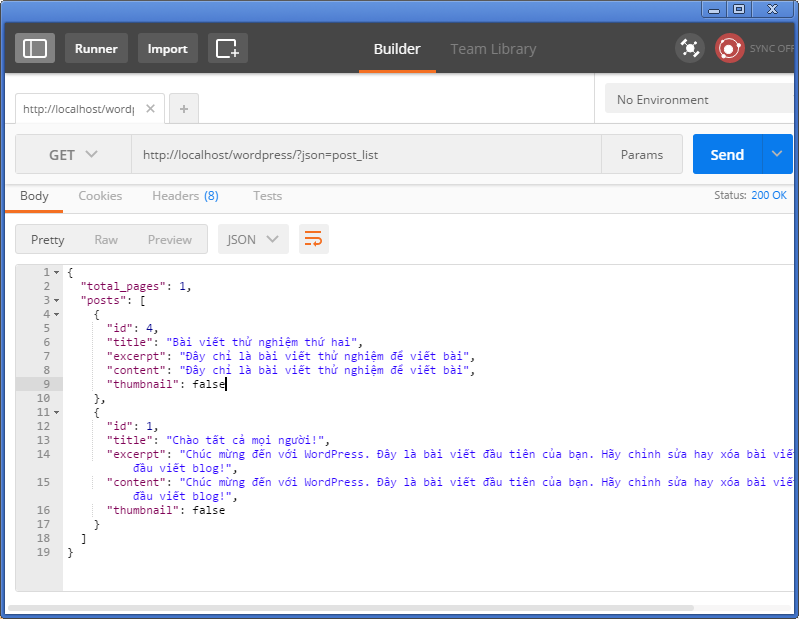 Runner
Import
Builder
Team Library
SYNC OFF
http://localhost/wordp
No Environment
GET
http://localhost/wordpress/?json=post_list
Params
Send
Body
Cookies
Headers (8)
Tests
Status: 200 OK
Pretty
Raw
Preview
JSON
1 {
2 "total_pages": 1,
3 "posts": [
4 {
5 "id": 4,
6 "title": "Bài viết thử nghiệm thứ hai",
7 "excerpt": "Đây chỉ là bài viết thử nghiệm để viết bài",
8 "content": "Đây chỉ là bài viết thử nghiệm để viết bài",
9 "thumbnail": false
10 },
11 {
12 "id": 1,
13 "title": "Chào tất cả mọi người!",
14 "excerpt": "Chúc mừng đến với WordPress. Đây là bài viết đầu tiên của bạn. Hãy chỉnh sửa hay xóa bài viế
đầu viết blog!",
15 "content": "Chúc mừng đến với WordPress. Đây là bài viết đầu tiên của bạn. Hãy chỉnh sửa hay xóa bài viế
đầu viết blog!",
16 "thumbnail": false
17 }
18 ]
19 }